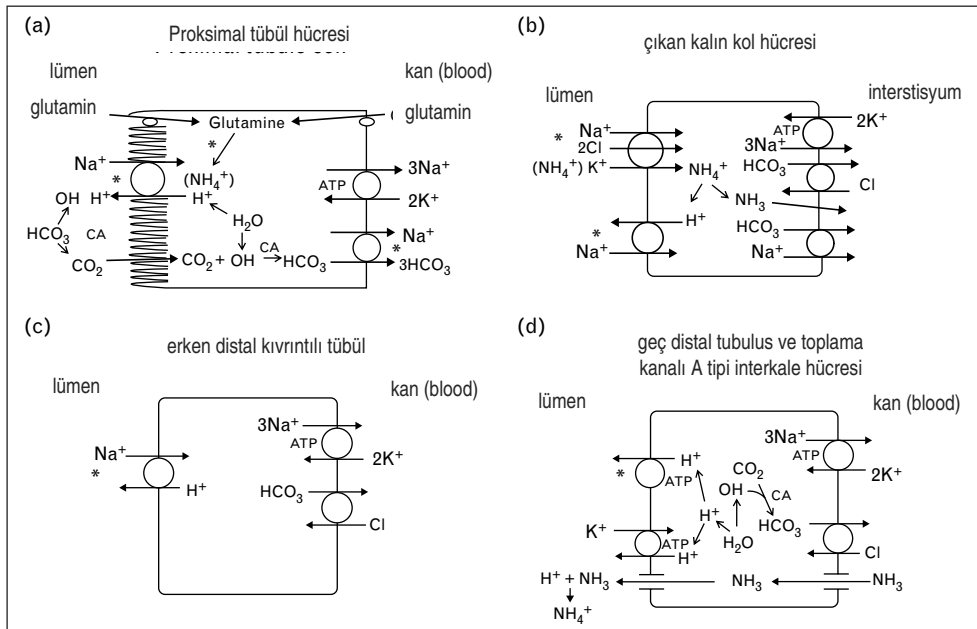 (a)
Proksimal tübül hücresi
lümen
kan (blood)
glutamin
Glutamine
glutamin
*
Na⁺
*
(NH₄⁺)
3Na⁺
ATP
2K⁺
OH
H⁺
H⁺
H₂O
Na⁺
*
HCO₃
CA
CO₂
CO₂ + OH
CA
HCO₃
3HCO₃
(b)
çıkan kalın kol hücresi
lümen
interstisyum
*
Na⁺
2Cl
(NH₄⁺) K⁺
2K⁺
ATP
3Na⁺
HCO₃
Cl
NH₄⁺
NH₃
H⁺
*
Na⁺
HCO₃
Na⁺
(c)
erken distal kıvrıntılı tübül
lümen
kan (blood)
Na⁺
*
H⁺
3Na⁺
ATP
2K⁺
HCO₃
Cl
(d)
geç distal tubulus ve toplama
kanalı A tipi interkale hücresi
lümen
kan (blood)
*
H⁺
ATP
CO₂
OH
CA
3Na⁺
ATP
2K⁺
K⁺
ATP
H⁺
H⁺
H₂O
HCO₃
Cl
H⁺ + NH₃
NH₃
NH₃
NH₄⁺